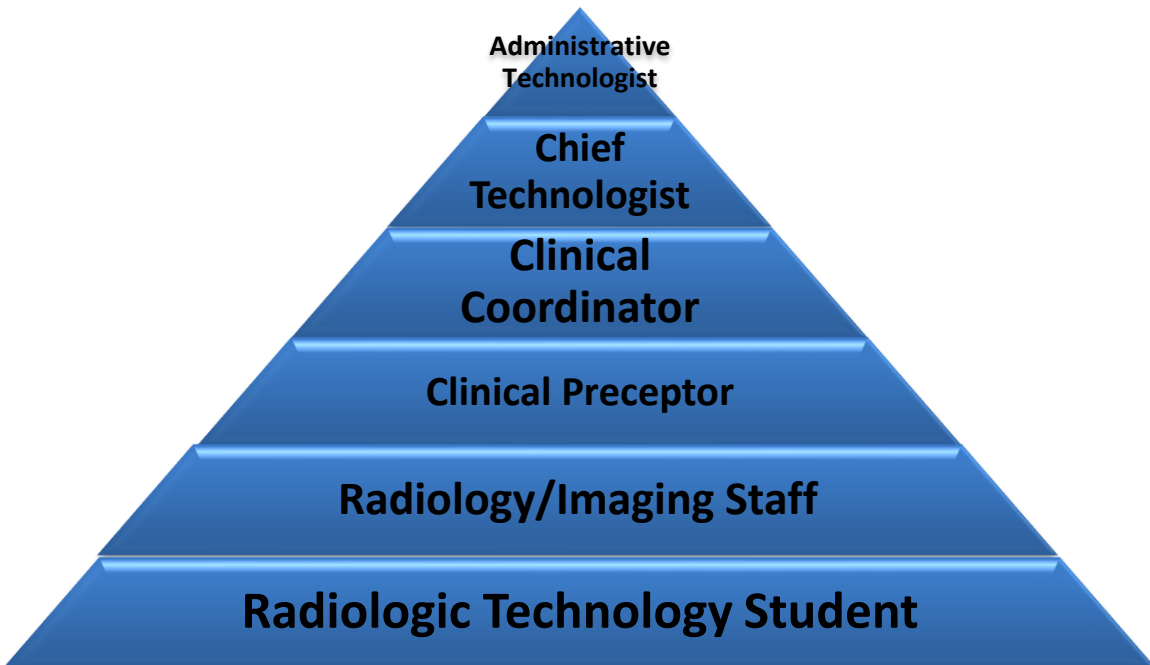 Administrative
Technologist
Chief
Technologist
Clinical
Coordinator
Clinical Preceptor
Radiology/Imaging Staff
Radiologic Technology Student